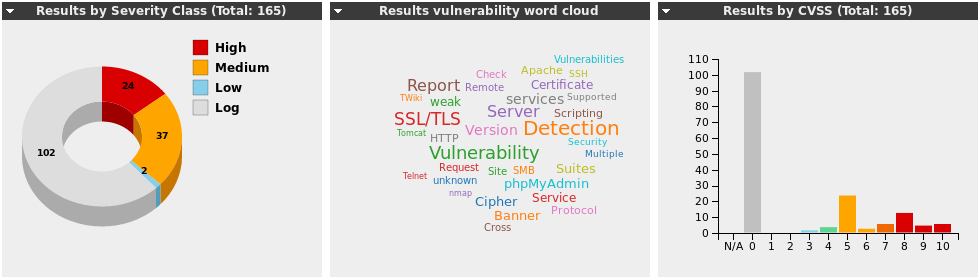 Results by Severity Class (Total: 165)
High
Medium
Low
Log
24
37
2
102
Results vulnerability word cloud
Vulnerabilities
Check Apache SSH
Report Remote Certificate
TWiki weak services Supported
Server Scripting
SSL/TLS
Version Detection
Tomcat HTTP
Security
Vulnerability Multiple
Request Site SMB Suites
Telnet unknown phpMyAdmin
nmap Cipher Service
Banner Protocol
Cross
Results by CVSS (Total: 165)
110
100
90
80
70
60
50
40
30
20
10
0
N/A 0 1 2 3 4 5 6 7 8 9 10